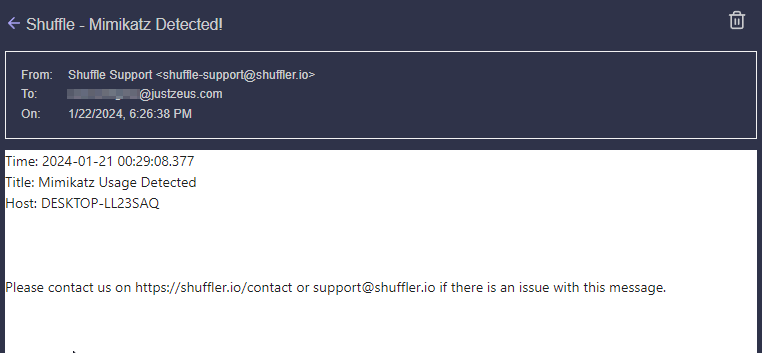 Shuffle - Mimikatz Detected!
From: Shuffle Support <shuffle-support@shuffler.io>
To: @justzeus.com
On: 1/22/2024, 6:26:38 PM
Time: 2024-01-21 00:29:08.377
Title: Mimikatz Usage Detected
Host: DESKTOP-LL23SAQ
Please contact us on https://shuffler.io/contact or support@shuffler.io if there is an issue with this message.